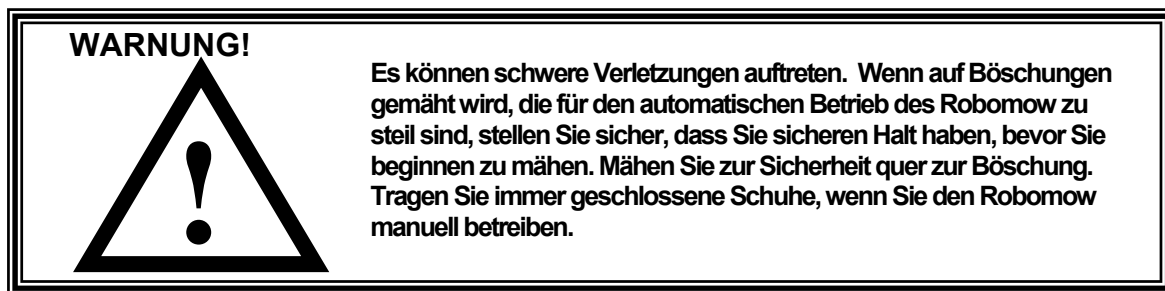 WARNUNG!
Es können schwere Verletzungen auftreten. Wenn auf Böschungen
gemäht wird, die für den automatischen Betrieb des Robomow zu
steil sind, stellen Sie sicher, dass Sie sicheren Halt haben, bevor Sie
beginnen zu mähen. Mähen Sie zur Sicherheit quer zur Böschung.
Tragen Sie immer geschlossene Schuhe, wenn Sie den Robomow
manuell betreiben.